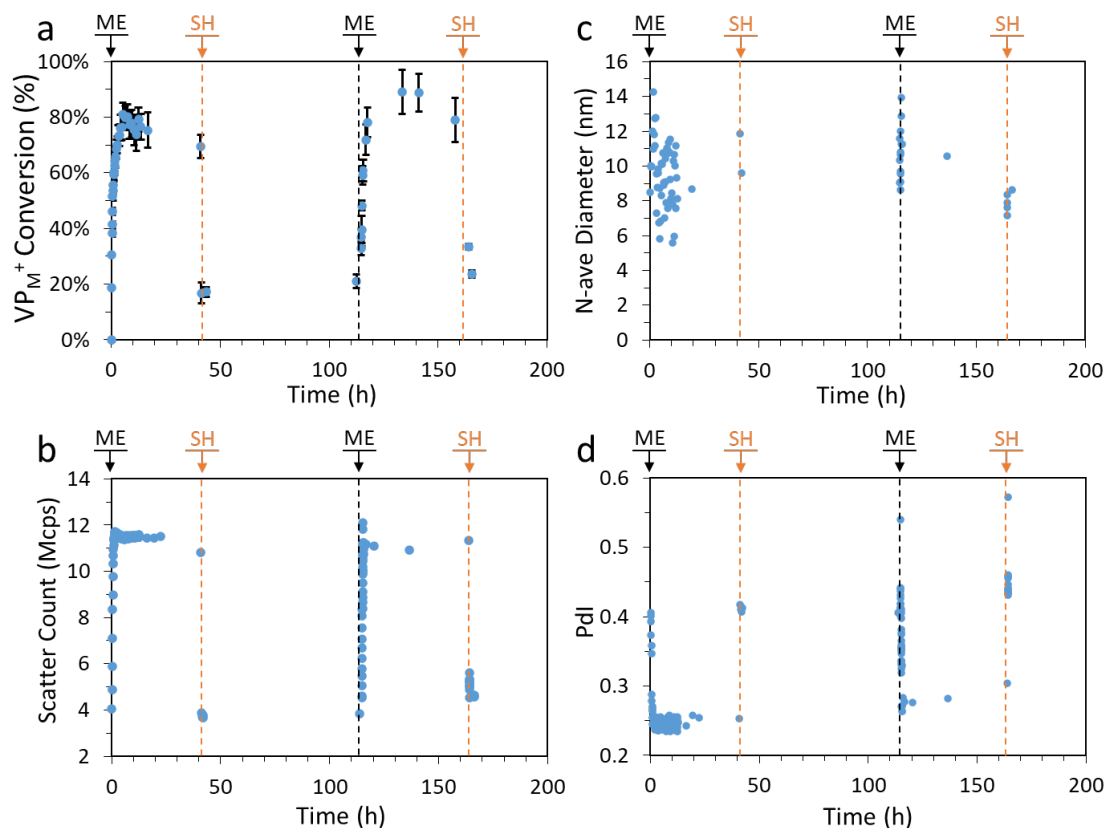 a
ME
SH
ME
SH
VP_M^+ Conversion (%)
100%
80%
60%
40%
20%
0%
0
50
100
150
200
Time (h)
c
ME
SH
ME
SH
N-ave Diameter (nm)
16
14
12
10
8
6
4
2
0
0
50
100
150
200
Time (h)
b
ME
SH
ME
SH
Scatter Count (Mcps)
14
12
10
8
6
4
2
0
50
100
150
200
Time (h)
d
ME
SH
ME
SH
PdI
0.6
0.5
0.4
0.3
0.2
0
50
100
150
200
Time (h)